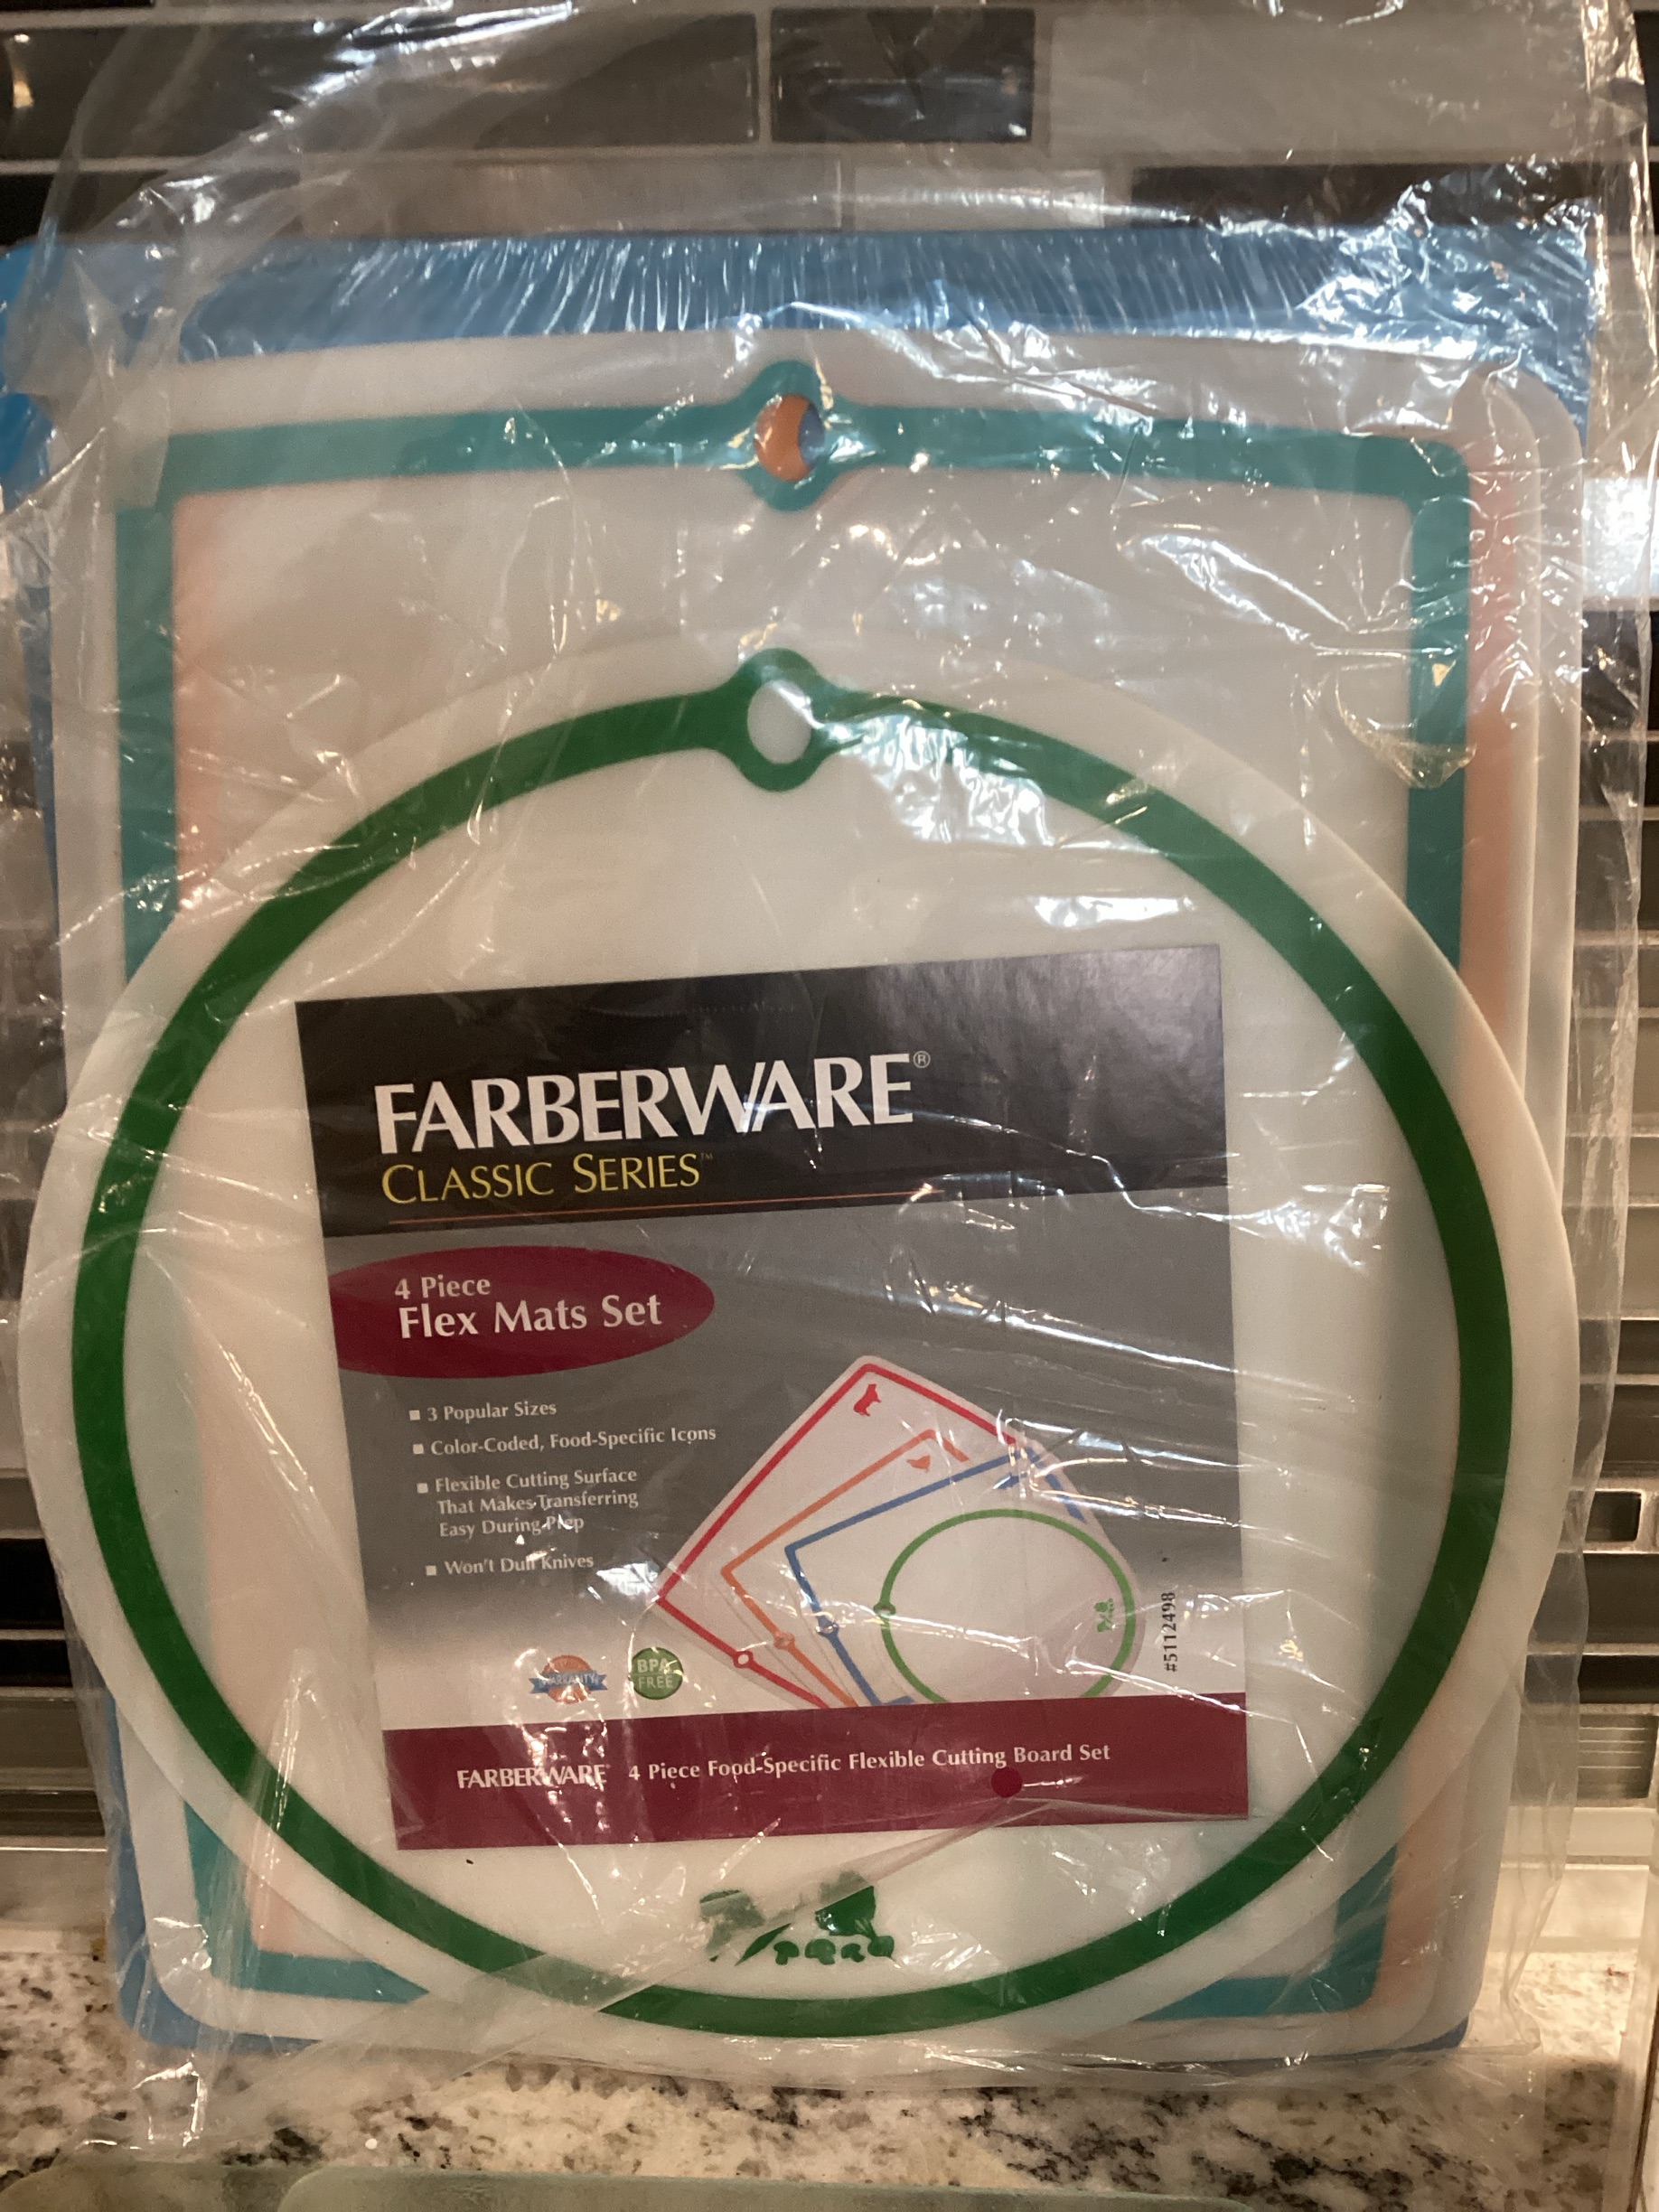 FARBERWARE®
CLASSIC SERIES™
4 Piece
Flex Mats Set
▪ 3 Popular Sizes
▪ Color-Coded, Food-Specific Icons
▪ Flexible Cutting Surface
That Makes Transferring
Easy During Prep
▪ Won't Dull Knives
WARRANTY
BPA
FREE
#5112498
FARBERWARE® 4 Piece Food-Specific Flexible Cutting Board Set